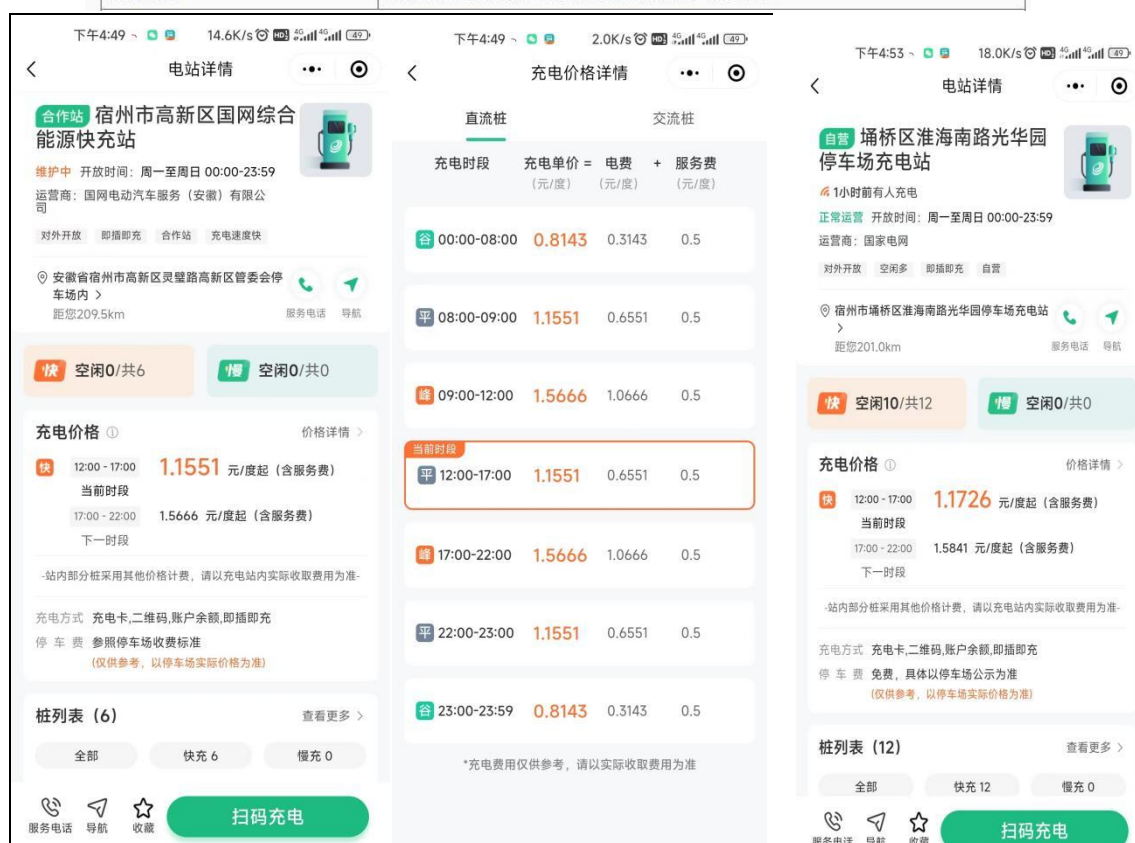 下午4:49
14.6K/s
HD
4G
4G
49
电站详情
合作站 宿州市高新区国网综合
能源快充站
维护中 开放时间：周一至周日 00:00-23:59
运营商：国网电动汽车服务（安徽）有限公
司
对外开放 即插即充 合作站 充电速度快
安徽省宿州市高新区灵璧路高新区管委会停
车场内 >
距您209.5km
服务电话 导航
快 空闲0/共6
慢 空闲0/共0
充电价格
价格详情 >
快 12:00 - 17:00 1.1551 元/度起（含服务费）
当前时段
17:00 - 22:00 1.5666 元/度起（含服务费）
下一时段
-站内部分桩采用其他价格计费，请以充电站内实际收取费用为准-
充电方式 充电卡,二维码,账户余额,即插即充
停 车 费 参照停车场收费标准
(仅供参考，以停车场实际价格为准)
桩列表（6）
查看更多 >
全部 快充 6 慢充 0
服务电话 导航 收藏
扫码充电
下午4:49
2.0K/s
HD
4G
4G
49
充电价格详情
直流桩 交流桩
充电时段 充电单价 = 电费 + 服务费
（元/度） （元/度） （元/度）
谷 00:00-08:00 0.8143 0.3143 0.5
平 08:00-09:00 1.1551 0.6551 0.5
峰 09:00-12:00 1.5666 1.0666 0.5
当前时段
平 12:00-17:00 1.1551 0.6551 0.5
峰 17:00-22:00 1.5666 1.0666 0.5
平 22:00-23:00 1.1551 0.6551 0.5
谷 23:00-23:59 0.8143 0.3143 0.5
*充电费用仅供参考，请以实际收取费用为准
下午4:53
18.0K/s
HD
4G
4G
49
电站详情
自营 埇桥区淮海南路光华园
停车场充电站
1小时前有人充电
正常运营 开放时间：周一至周日 00:00-23:59
运营商：国家电网
对外开放 空闲多 即插即充 自营
宿州市埇桥区淮海南路光华园停车场充电站
>
距您201.0km
服务电话 导航
快 空闲10/共12
慢 空闲0/共0
充电价格
价格详情 >
快 12:00 - 17:00 1.1726 元/度起（含服务费）
当前时段
17:00 - 22:00 1.5841 元/度起（含服务费）
下一时段
-站内部分桩采用其他价格计费，请以充电站内实际收取费用为准-
充电方式 充电卡,二维码,账户余额,即插即充
停 车 费 免费，具体以停车场公示为准
(仅供参考，以停车场实际价格为准)
桩列表（12）
查看更多 >
全部 快充 12 慢充 0
服务电话 导航 收藏
扫码充电